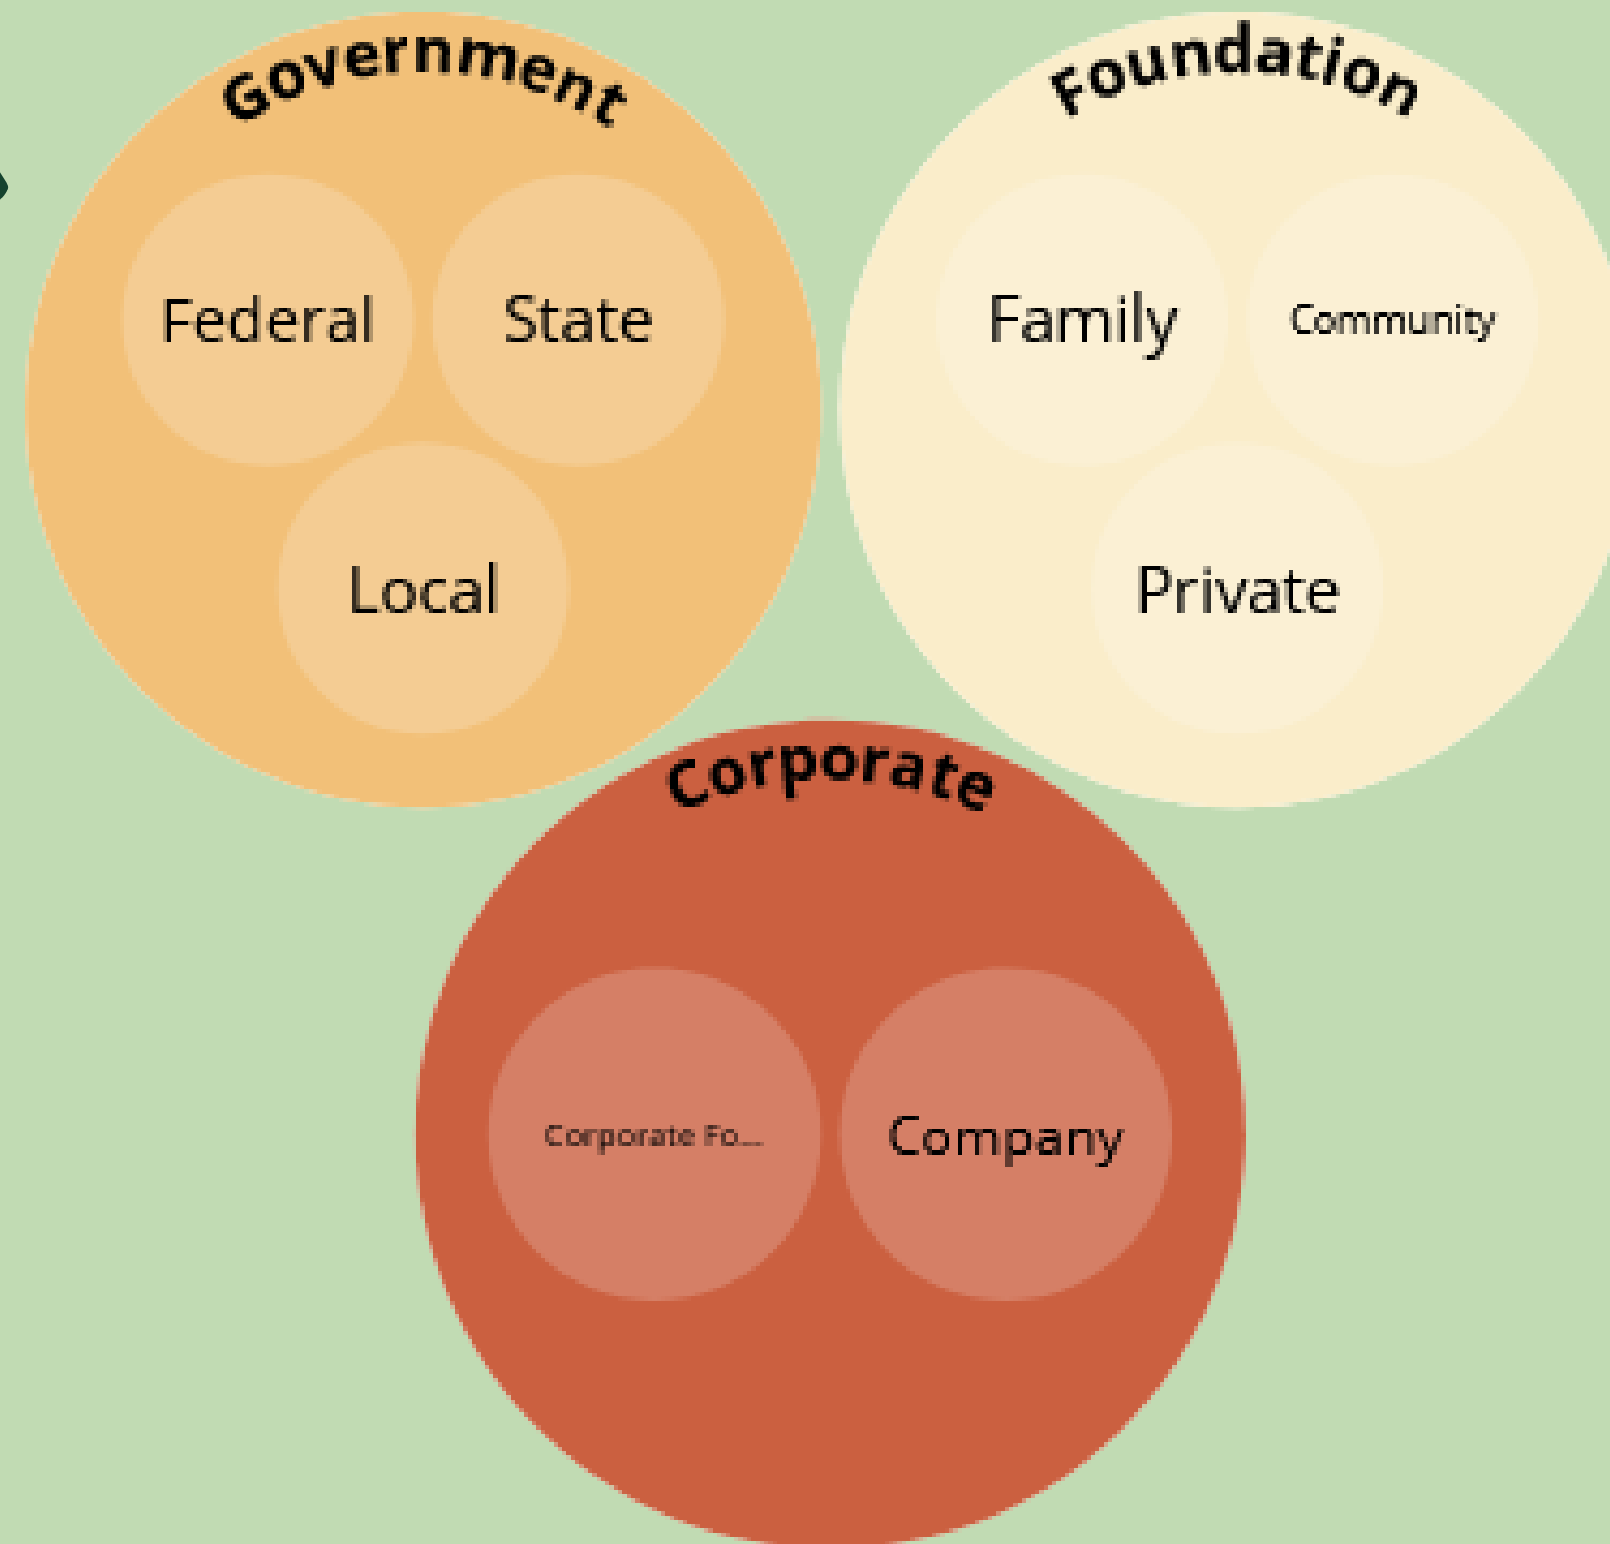 Government
Foundation
Federal
State
Family
Community
Local
Private
Corporate
Corporate Fo...
Company